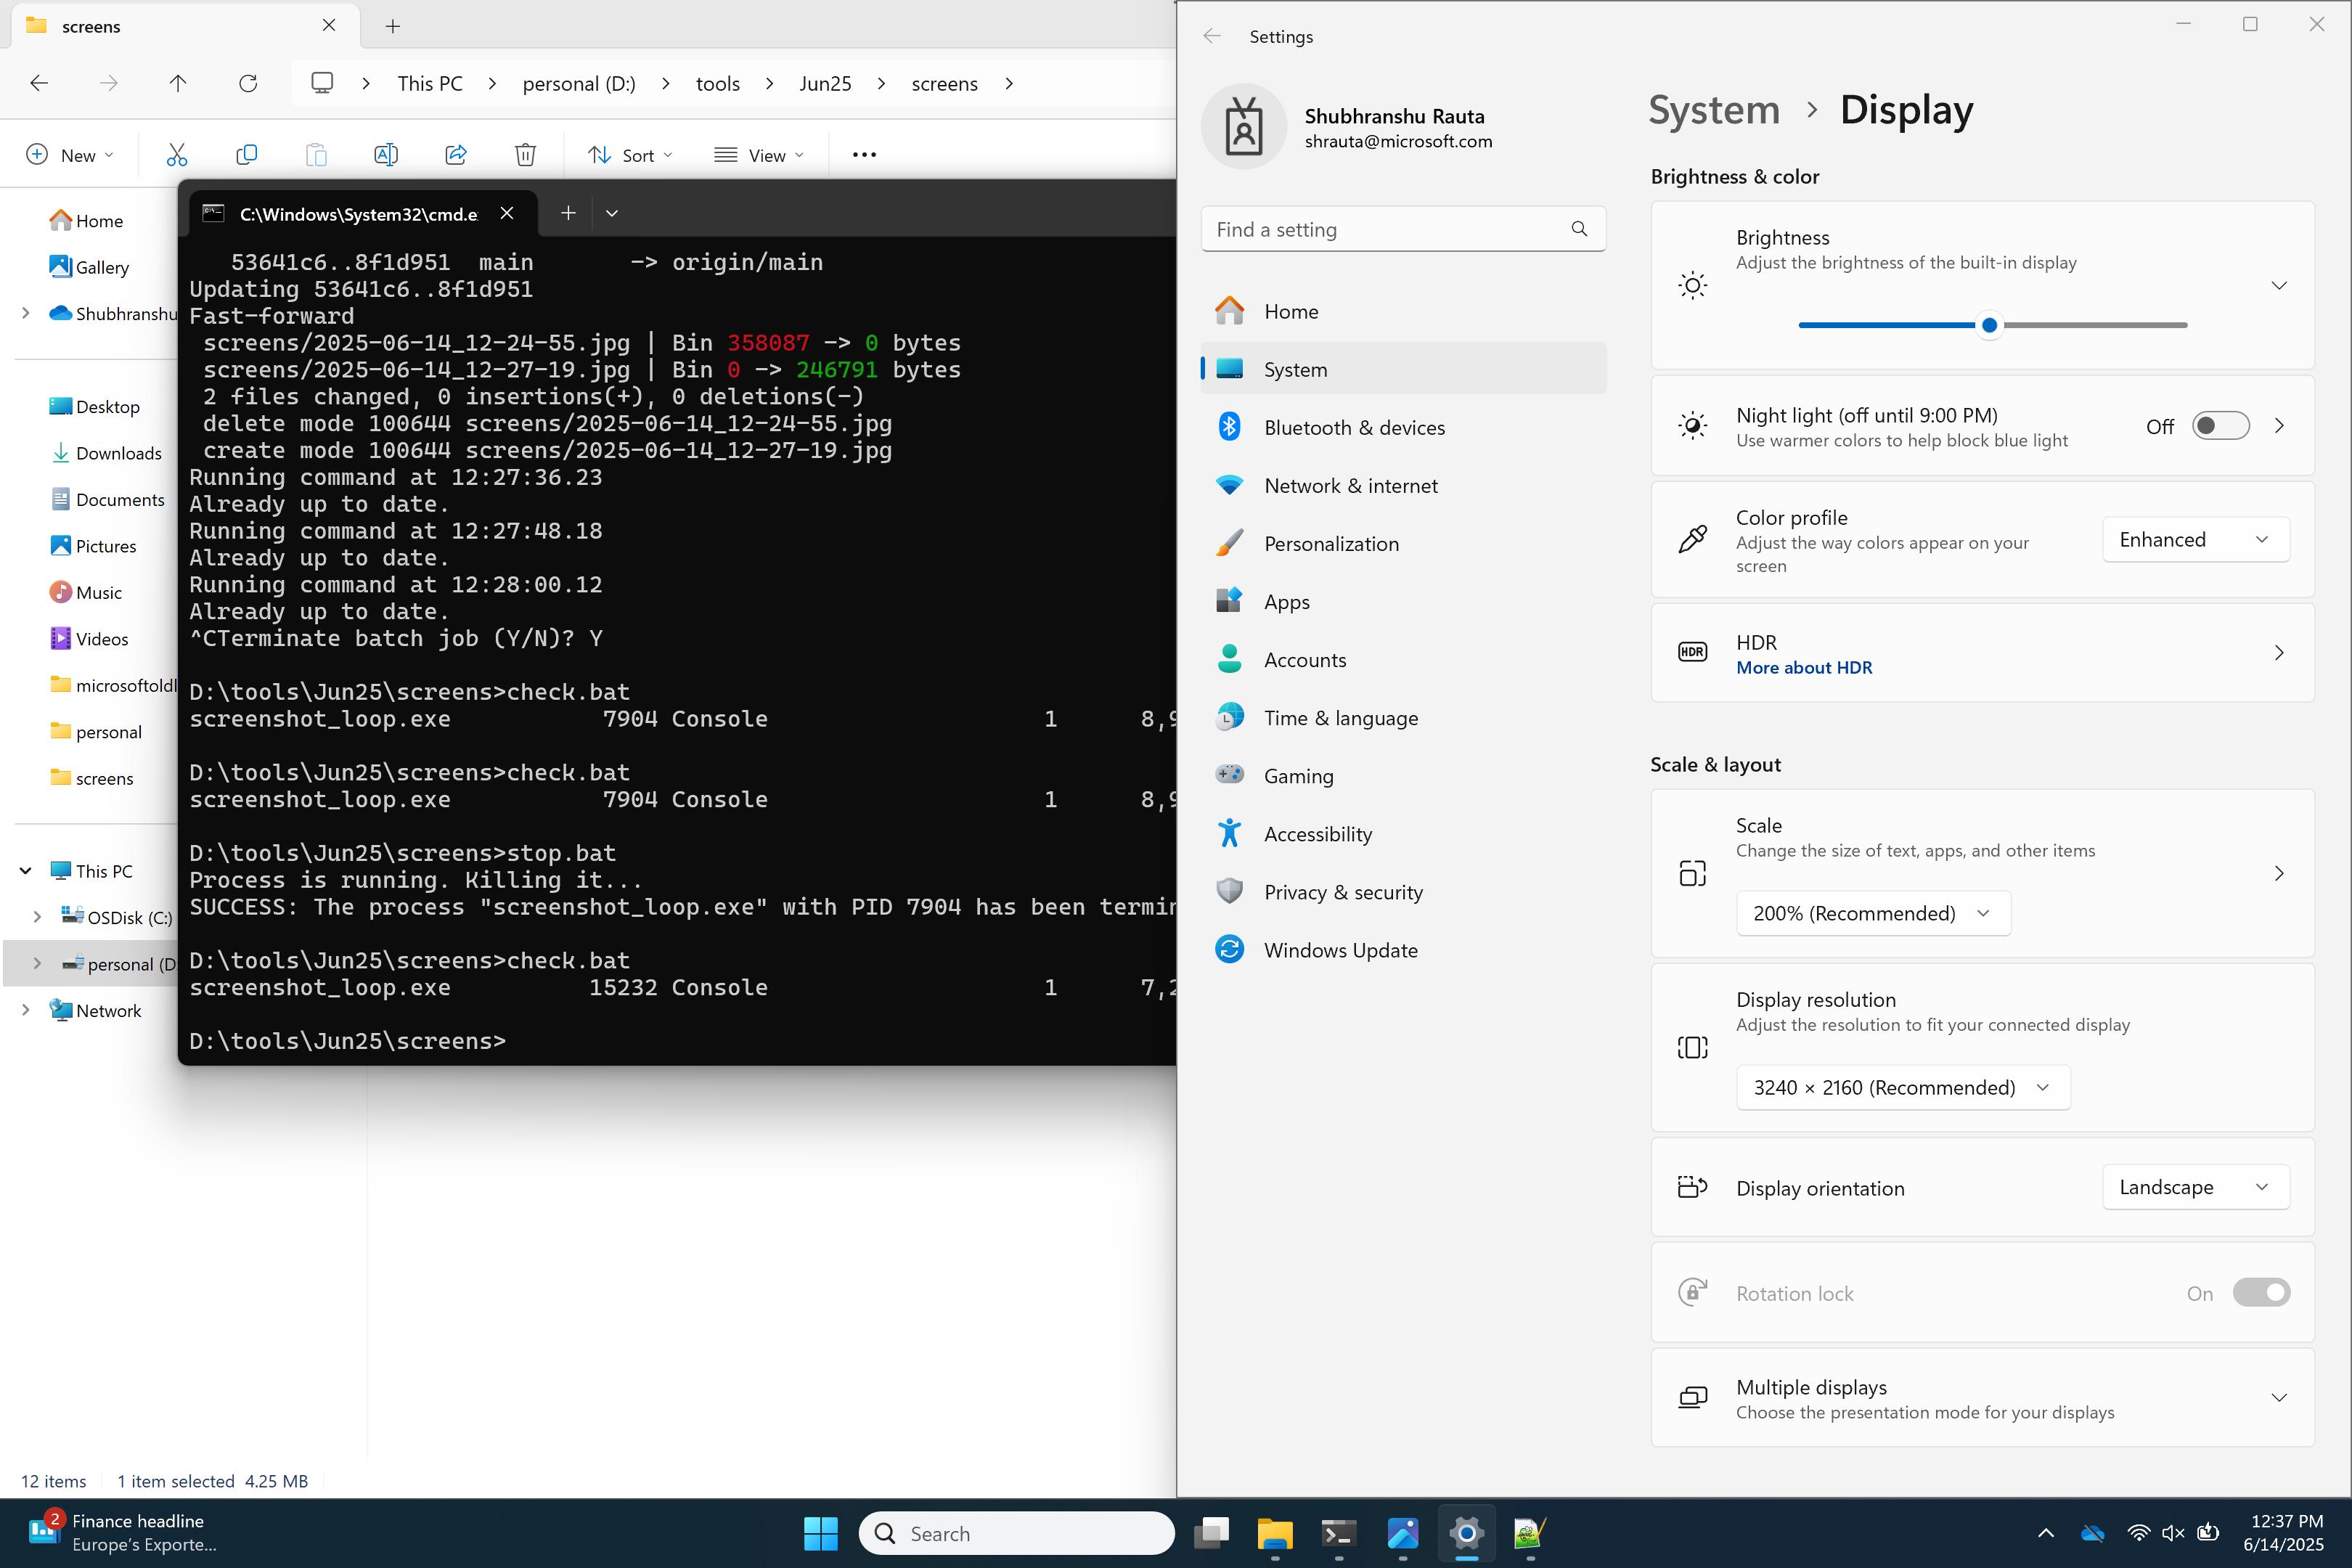 screens
This PC
personal (D:)
tools
Jun25
screens
New
Sort
View
Home
Gallery
Shubhranshu
Desktop
Downloads
Documents
Pictures
Music
Videos
microsoftoldl
personal
screens
This PC
OSDisk (C:)
personal (D
Network
12 items
1 item selected 4.25 MB
C:\Windows\System32\cmd.e
53641c6..8f1d951  main       -> origin/main
Updating 53641c6..8f1d951
Fast-forward
screens/2025-06-14_12-24-55.jpg | Bin 358087 -> 0 bytes
screens/2025-06-14_12-27-19.jpg | Bin 0 -> 246791 bytes
2 files changed, 0 insertions(+), 0 deletions(-)
delete mode 100644 screens/2025-06-14_12-24-55.jpg
create mode 100644 screens/2025-06-14_12-27-19.jpg
Running command at 12:27:36.23
Already up to date.
Running command at 12:27:48.18
Already up to date.
Running command at 12:28:00.12
Already up to date.
^CTerminate batch job (Y/N)? Y
D:\tools\Jun25\screens>check.bat
screenshot_loop.exe           7904 Console                    1      8,9
D:\tools\Jun25\screens>check.bat
screenshot_loop.exe           7904 Console                    1      8,9
D:\tools\Jun25\screens>stop.bat
Process is running. Killing it...
SUCCESS: The process "screenshot_loop.exe" with PID 7904 has been termin
D:\tools\Jun25\screens>check.bat
screenshot_loop.exe          15232 Console                    1      7,2
D:\tools\Jun25\screens>
Settings
Shubhranshu Rauta
shrauta@microsoft.com
Find a setting
Home
System
Bluetooth & devices
Network & internet
Personalization
Apps
Accounts
Time & language
Gaming
Accessibility
Privacy & security
Windows Update
System > Display
Brightness & color
Brightness
Adjust the brightness of the built-in display
Night light (off until 9:00 PM)
Use warmer colors to help block blue light
Off
Color profile
Adjust the way colors appear on your
screen
Enhanced
HDR
HDR
More about HDR
Scale & layout
Scale
Change the size of text, apps, and other items
200% (Recommended)
Display resolution
Adjust the resolution to fit your connected display
3240 × 2160 (Recommended)
Display orientation
Landscape
Rotation lock
On
Multiple displays
Choose the presentation mode for your displays
2
Finance headline
Europe's Exporte...
Search
12:37 PM
6/14/2025